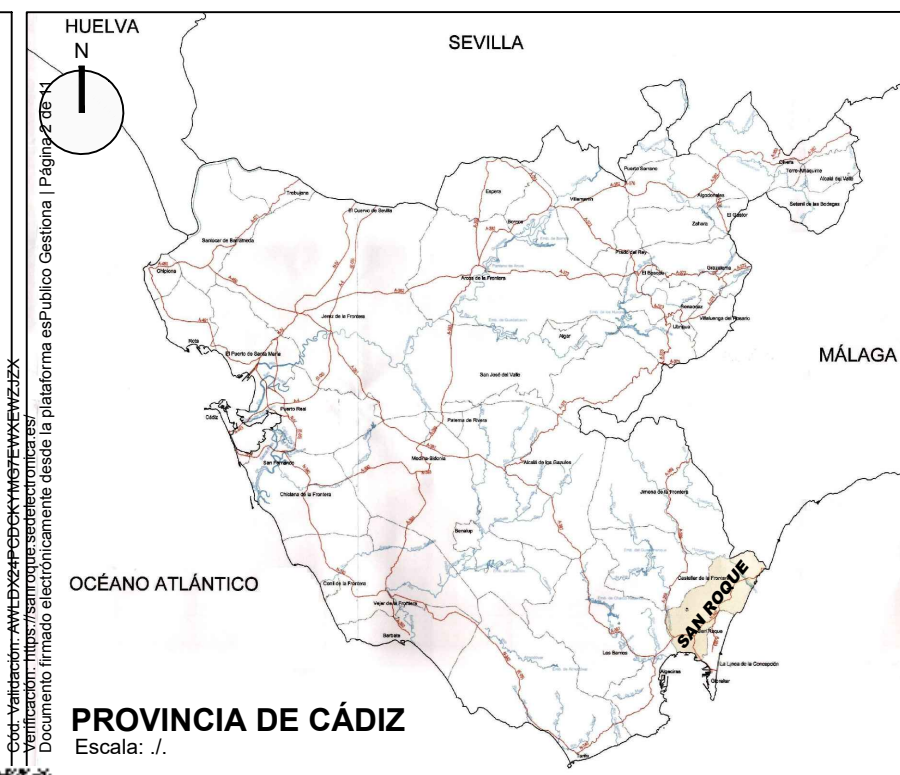 HUELVA
N
SEVILLA
MÁLAGA
OCÉANO ATLÁNTICO
Trebujena
Sanlúcar de Barrameda
Chipiona
Rota
El Cuervo de Sevilla
Espera
Bornos
Villamartín
Puerto Serrano
Algodonales
Olvera
Torre-Alháquime
Alcalá del Valle
Setenil de las Bodegas
El Gastor
Zahara
Prado del Rey
El Bosque
Grazalema
Benaocaz
Villaluenga del Rosario
Ubrique
Arcos de la Frontera
Jerez de la Frontera
El Puerto de Santa María
Algar
San José del Valle
Puerto Real
Cádiz
San Fernando
Paterna de Rivera
Medina-Sidonia
Alcalá de los Gazules
Chiclana de la Frontera
Jimena de la Frontera
Benalup
Conil de la Frontera
Vejer de la Frontera
Barbate
Castellar de la Frontera
SAN ROQUE
San Roque
Los Barrios
Algeciras
La Línea de la Concepción
Gibraltar
Tarifa
PROVINCIA DE CÁDIZ
Escala: ./.
Cód. Validación: AWLDX24PCDCKYMG7EWXEWZJZX
Verificación: https://sanroque.sedelectronica.es/
Documento firmado electrónicamente desde la plataforma esPublico Gestiona | Página 2 de 11